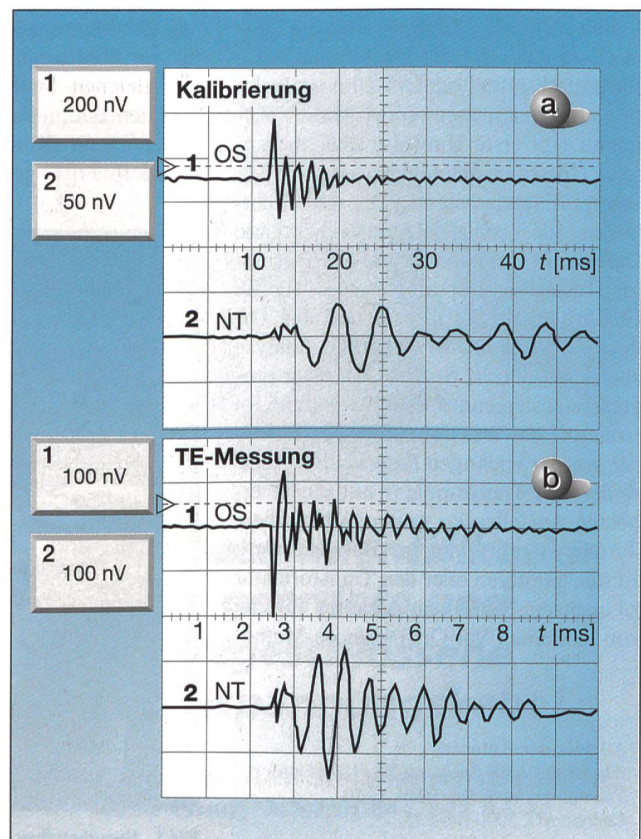 1
200 nV
2
50 nV
Kalibrierung
a
1 OS
10 20 30 40 t [ms]
2 NT
1
100 nV
2
100 nV
TE-Messung
b
1 OS
1 2 3 4 5 6 7 8 t [ms]
2 NT